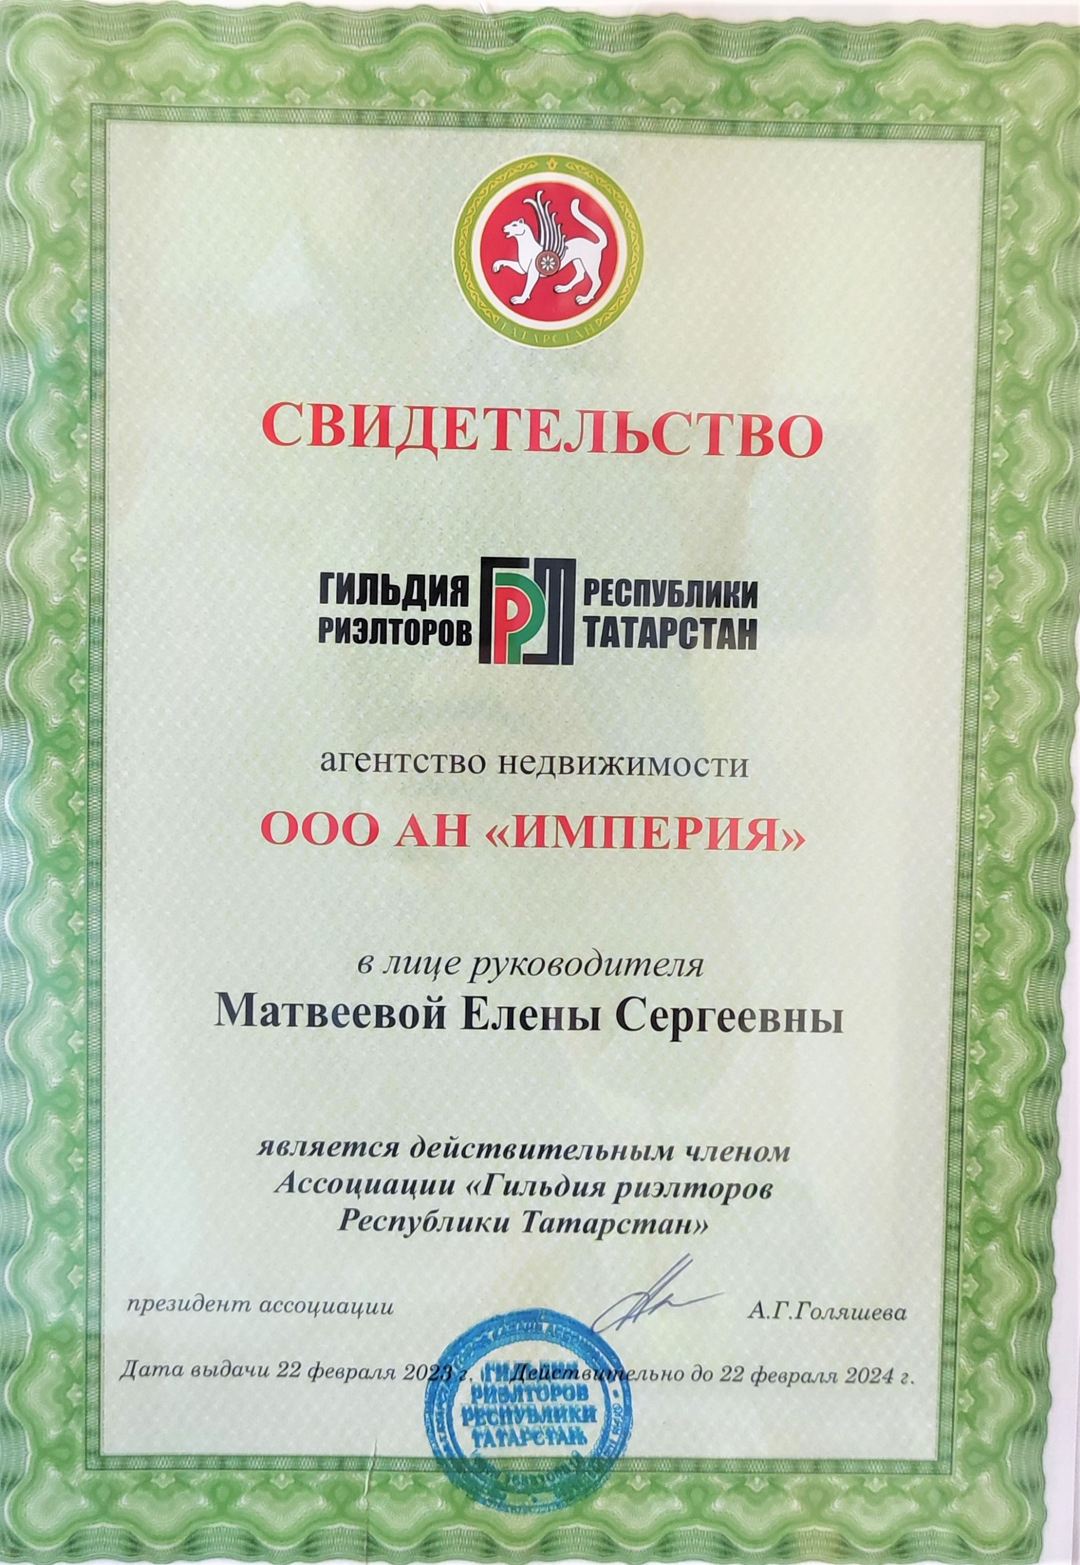 ТАТАРСТАН
СВИДЕТЕЛЬСТВО
ГИЛЬДИЯ РИЭЛТОРОВ
РЕСПУБЛИКИ ТАТАРСТАН
агентство недвижимости
ООО АН «ИМПЕРИЯ»
в лице руководителя
Матвеевой Елены Сергеевны
является действительным членом
Ассоциации «Гильдия риэлторов
Республики Татарстан»
президент ассоциации А.Г.Голяшева
Дата выдачи 22 февраля 2023 г. Действительно до 22 февраля 2024 г.
ГИЛЬДИЯ
РИЭЛТОРОВ
РЕСПУБЛИКИ
ТАТАРСТАН